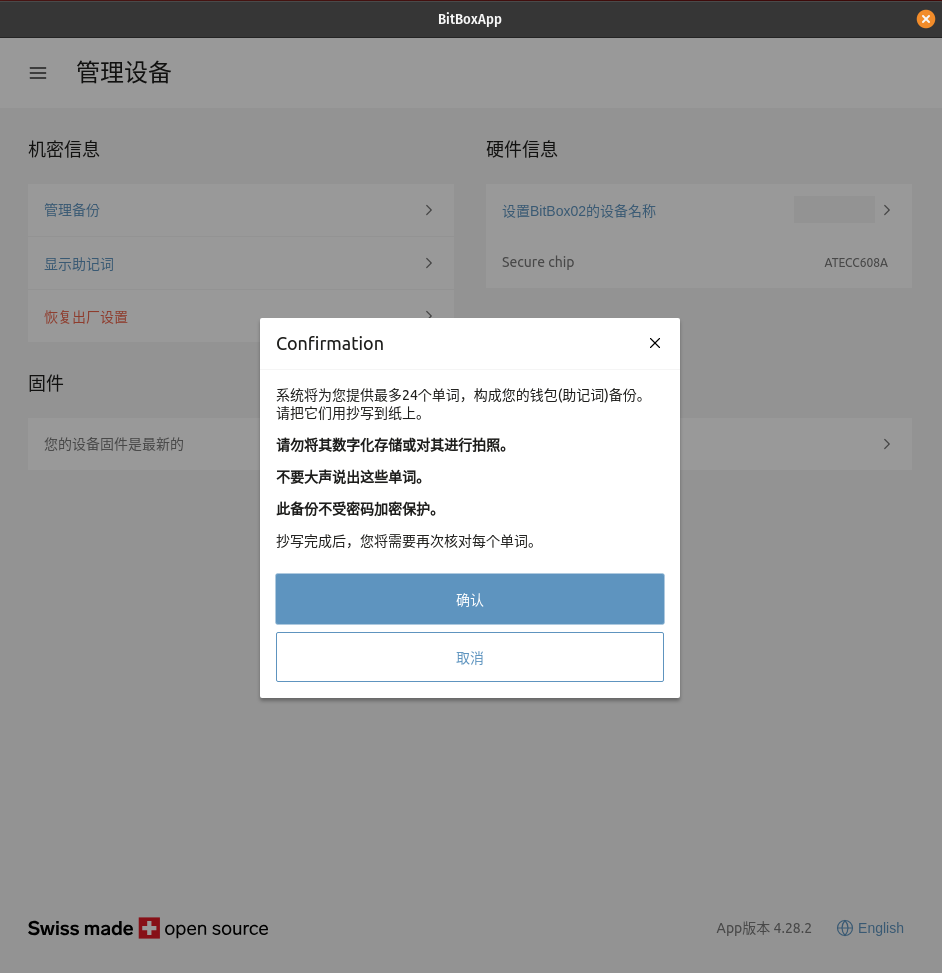 BitBoxApp
管理设备
机密信息
管理备份
显示助记词
恢复出厂设置
硬件信息
设置BitBox02的设备名称
Secure chip
ATECC608A
固件
您的设备固件是最新的
Confirmation
系统将为您提供最多24个单词，构成您的钱包(助记词)备份。
请把它们用抄写到纸上。
请勿将其数字化存储或对其进行拍照。
不要大声说出这些单词。
此备份不受密码加密保护。
抄写完成后，您将需要再次核对每个单词。
确认
取消
Swiss made open source
App版本 4.28.2
English